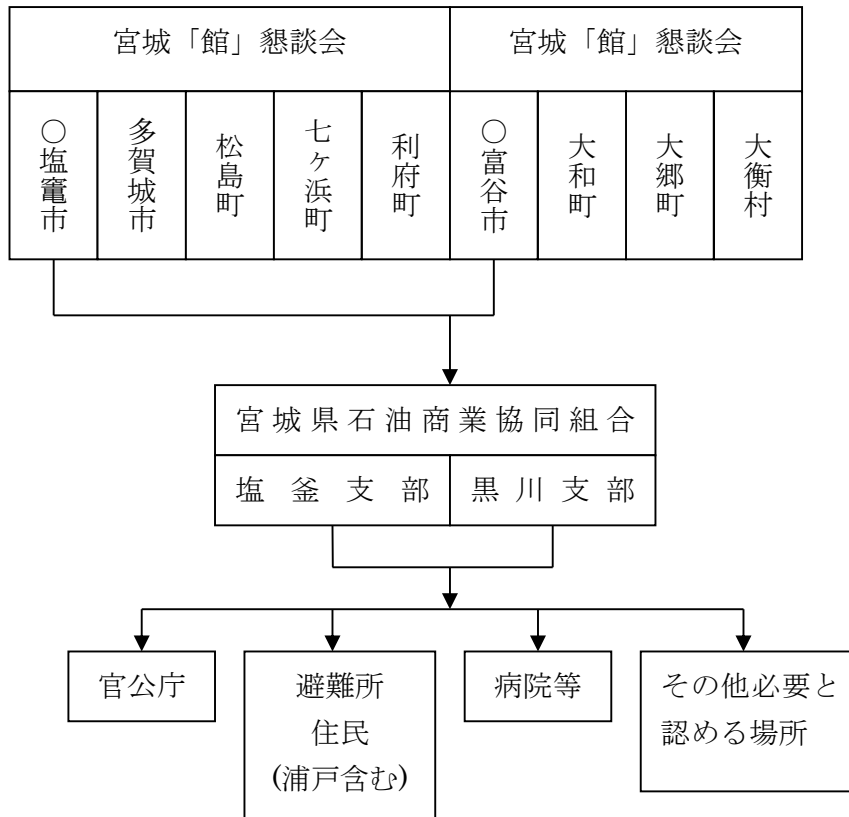 宮城「館」懇談会
宮城「館」懇談会
○塩竈市
多賀城市
松島町
七ヶ浜町
利府町
○富谷市
大和町
大郷町
大衡村
宮城県石油商業協同組合
塩釜支部
黒川支部
官公庁
避難所
住民
(浦戸含む)
病院等
その他必要と
認める場所